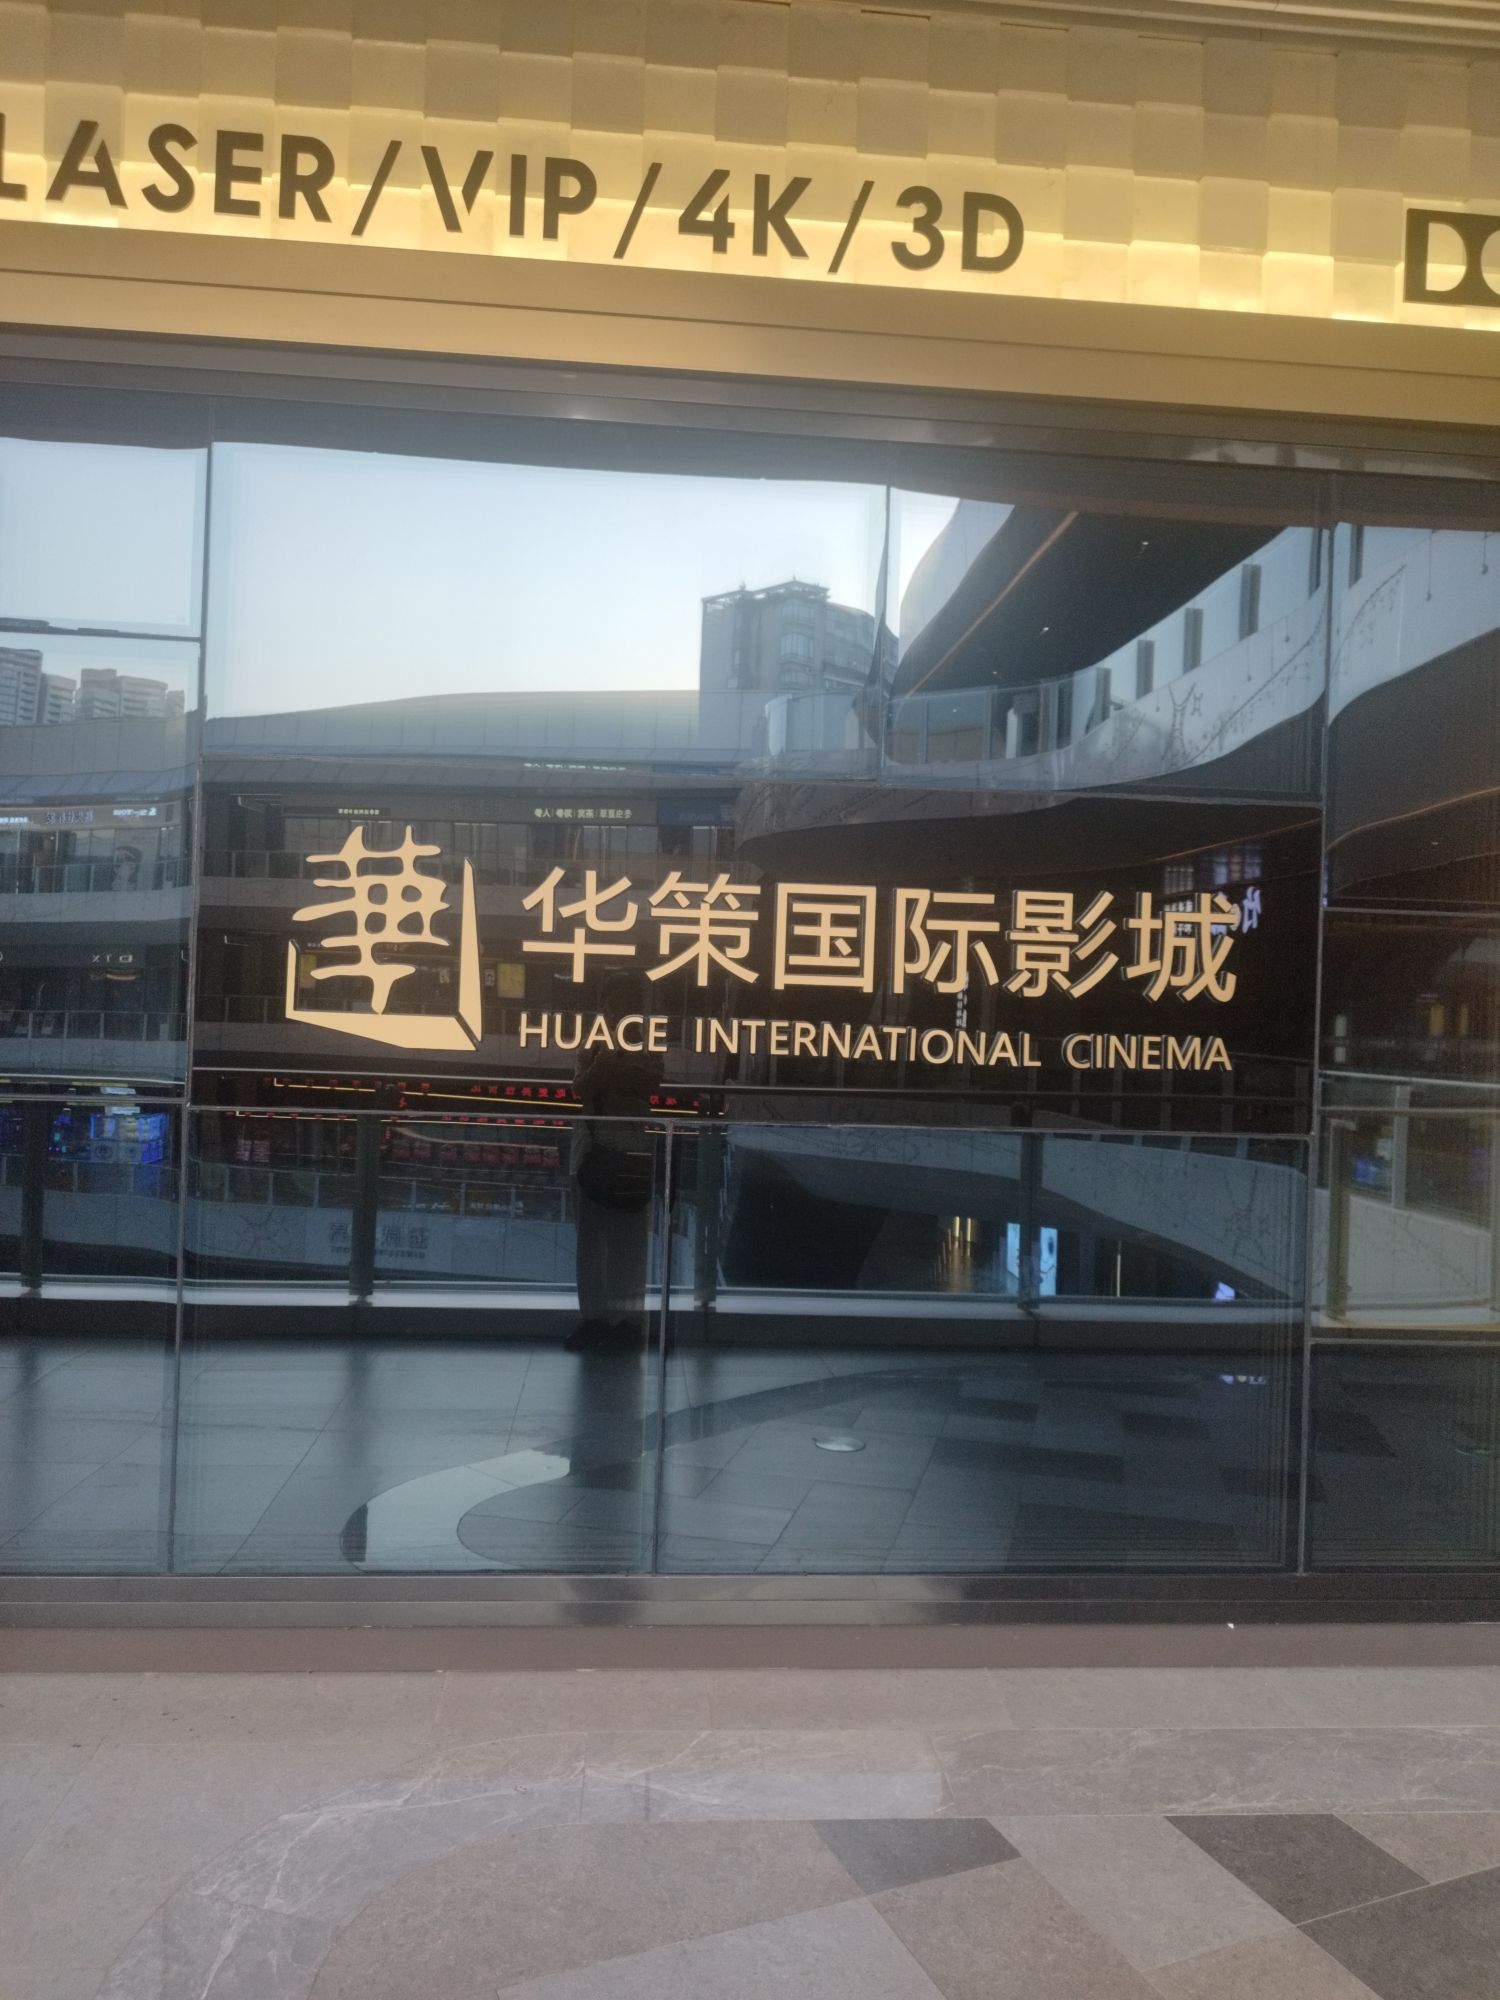 LASER/VIP/4K/3D
華
华策国际影城
HUACE INTERNATIONAL CINEMA